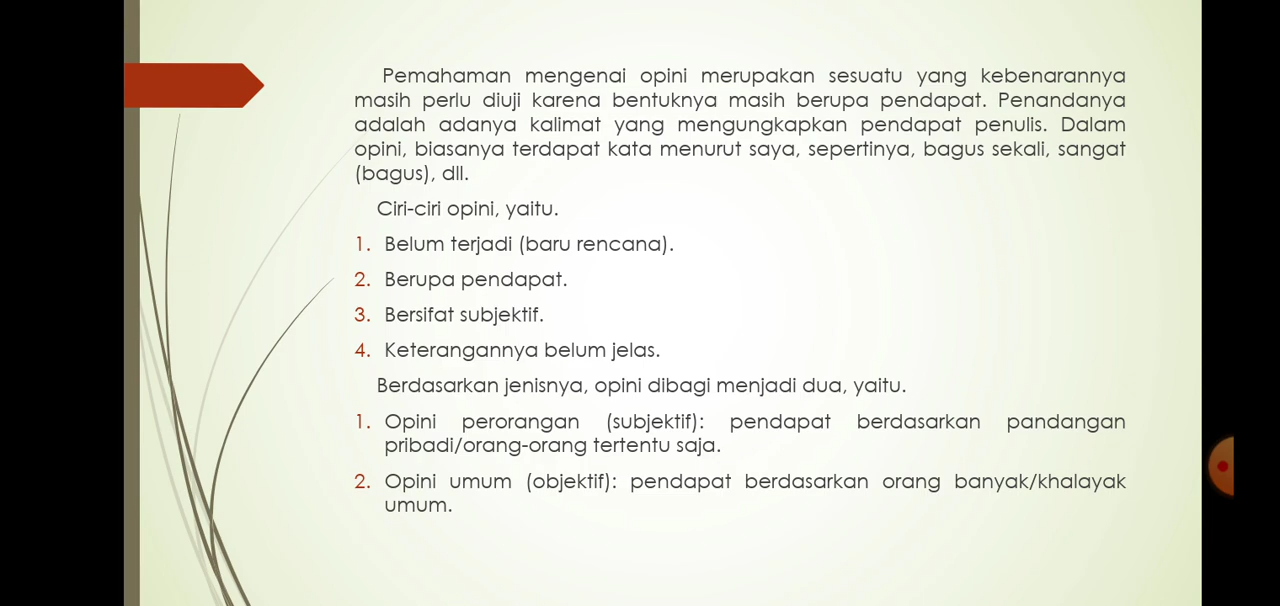 Pemahaman mengenai opini merupakan sesuatu yang kebenarannya
masih perlu diuji karena bentuknya masih berupa pendapat. Penandanya
adalah adanya kalimat yang mengungkapkan pendapat penulis. Dalam
opini, biasanya terdapat kata menurut saya, sepertinya, bagus sekali, sangat
(bagus), dll.
Ciri-ciri opini, yaitu.
1. Belum terjadi (baru rencana).
2. Berupa pendapat.
3. Bersifat subjektif.
4. Keterangannya belum jelas.
Berdasarkan jenisnya, opini dibagi menjadi dua, yaitu.
1. Opini perorangan (subjektif): pendapat berdasarkan pandangan
pribadi/orang-orang tertentu saja.
2. Opini umum (objektif): pendapat berdasarkan orang banyak/khalayak
umum.